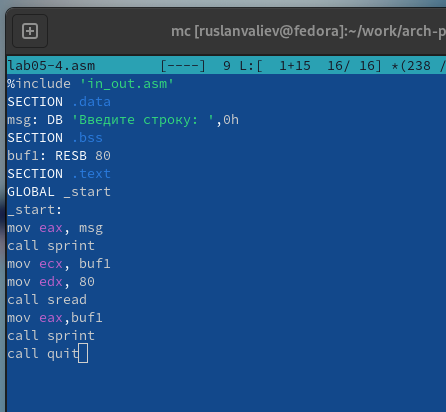 mc [ruslanvaliev@fedora]:~/work/arch-p
lab05-4.asm [----] 9 L:[ 1+15 16/ 16] *(238 /
%include 'in_out.asm'
SECTION .data
msg: DB 'Введите строку: ',0h
SECTION .bss
buf1: RESB 80
SECTION .text
GLOBAL _start
_start:
mov eax, msg
call sprint
mov ecx, buf1
mov edx, 80
call sread
mov eax,buf1
call sprint
call quit